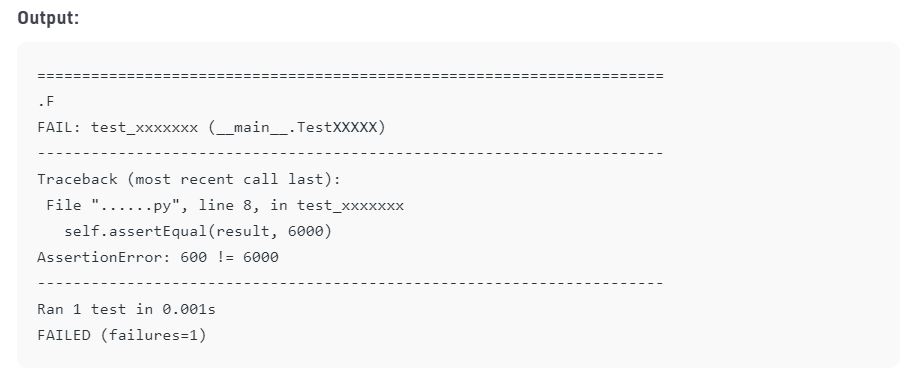 Output:
======================================================================
.F
FAIL: test_xxxxxxx (__main__.TestXXXXX)
----------------------------------------------------------------------
Traceback (most recent call last):
 File "......py", line 8, in test_xxxxxxx
   self.assertEqual(result, 6000)
AssertionError: 600 != 6000
----------------------------------------------------------------------
Ran 1 test in 0.001s
FAILED (failures=1)